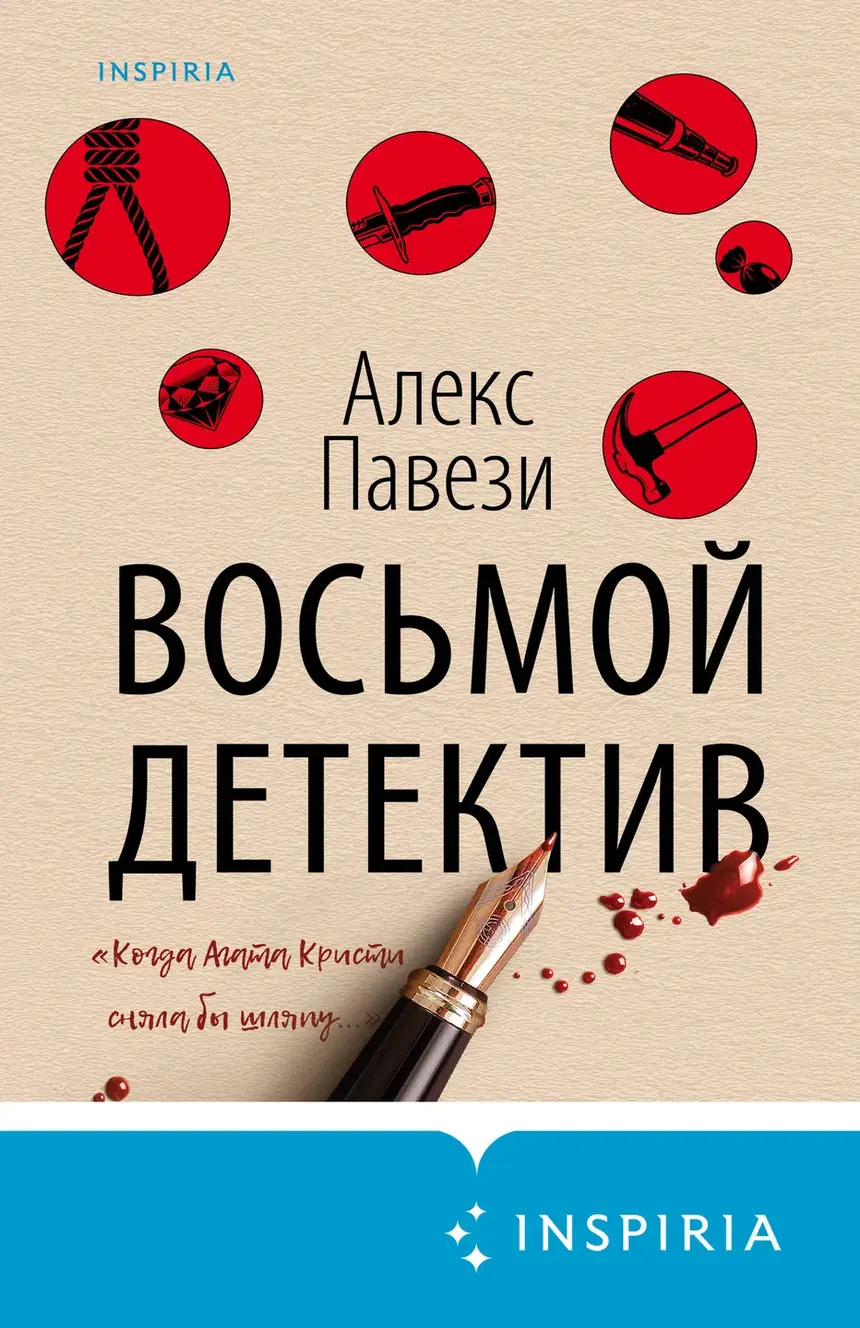 INSPIRIA
Алекс
Павези
ВОСЬМОЙ
ДЕТЕКТИВ
«Когда Агата Кристи
сняла бы шляпу...»
INSPIRIA